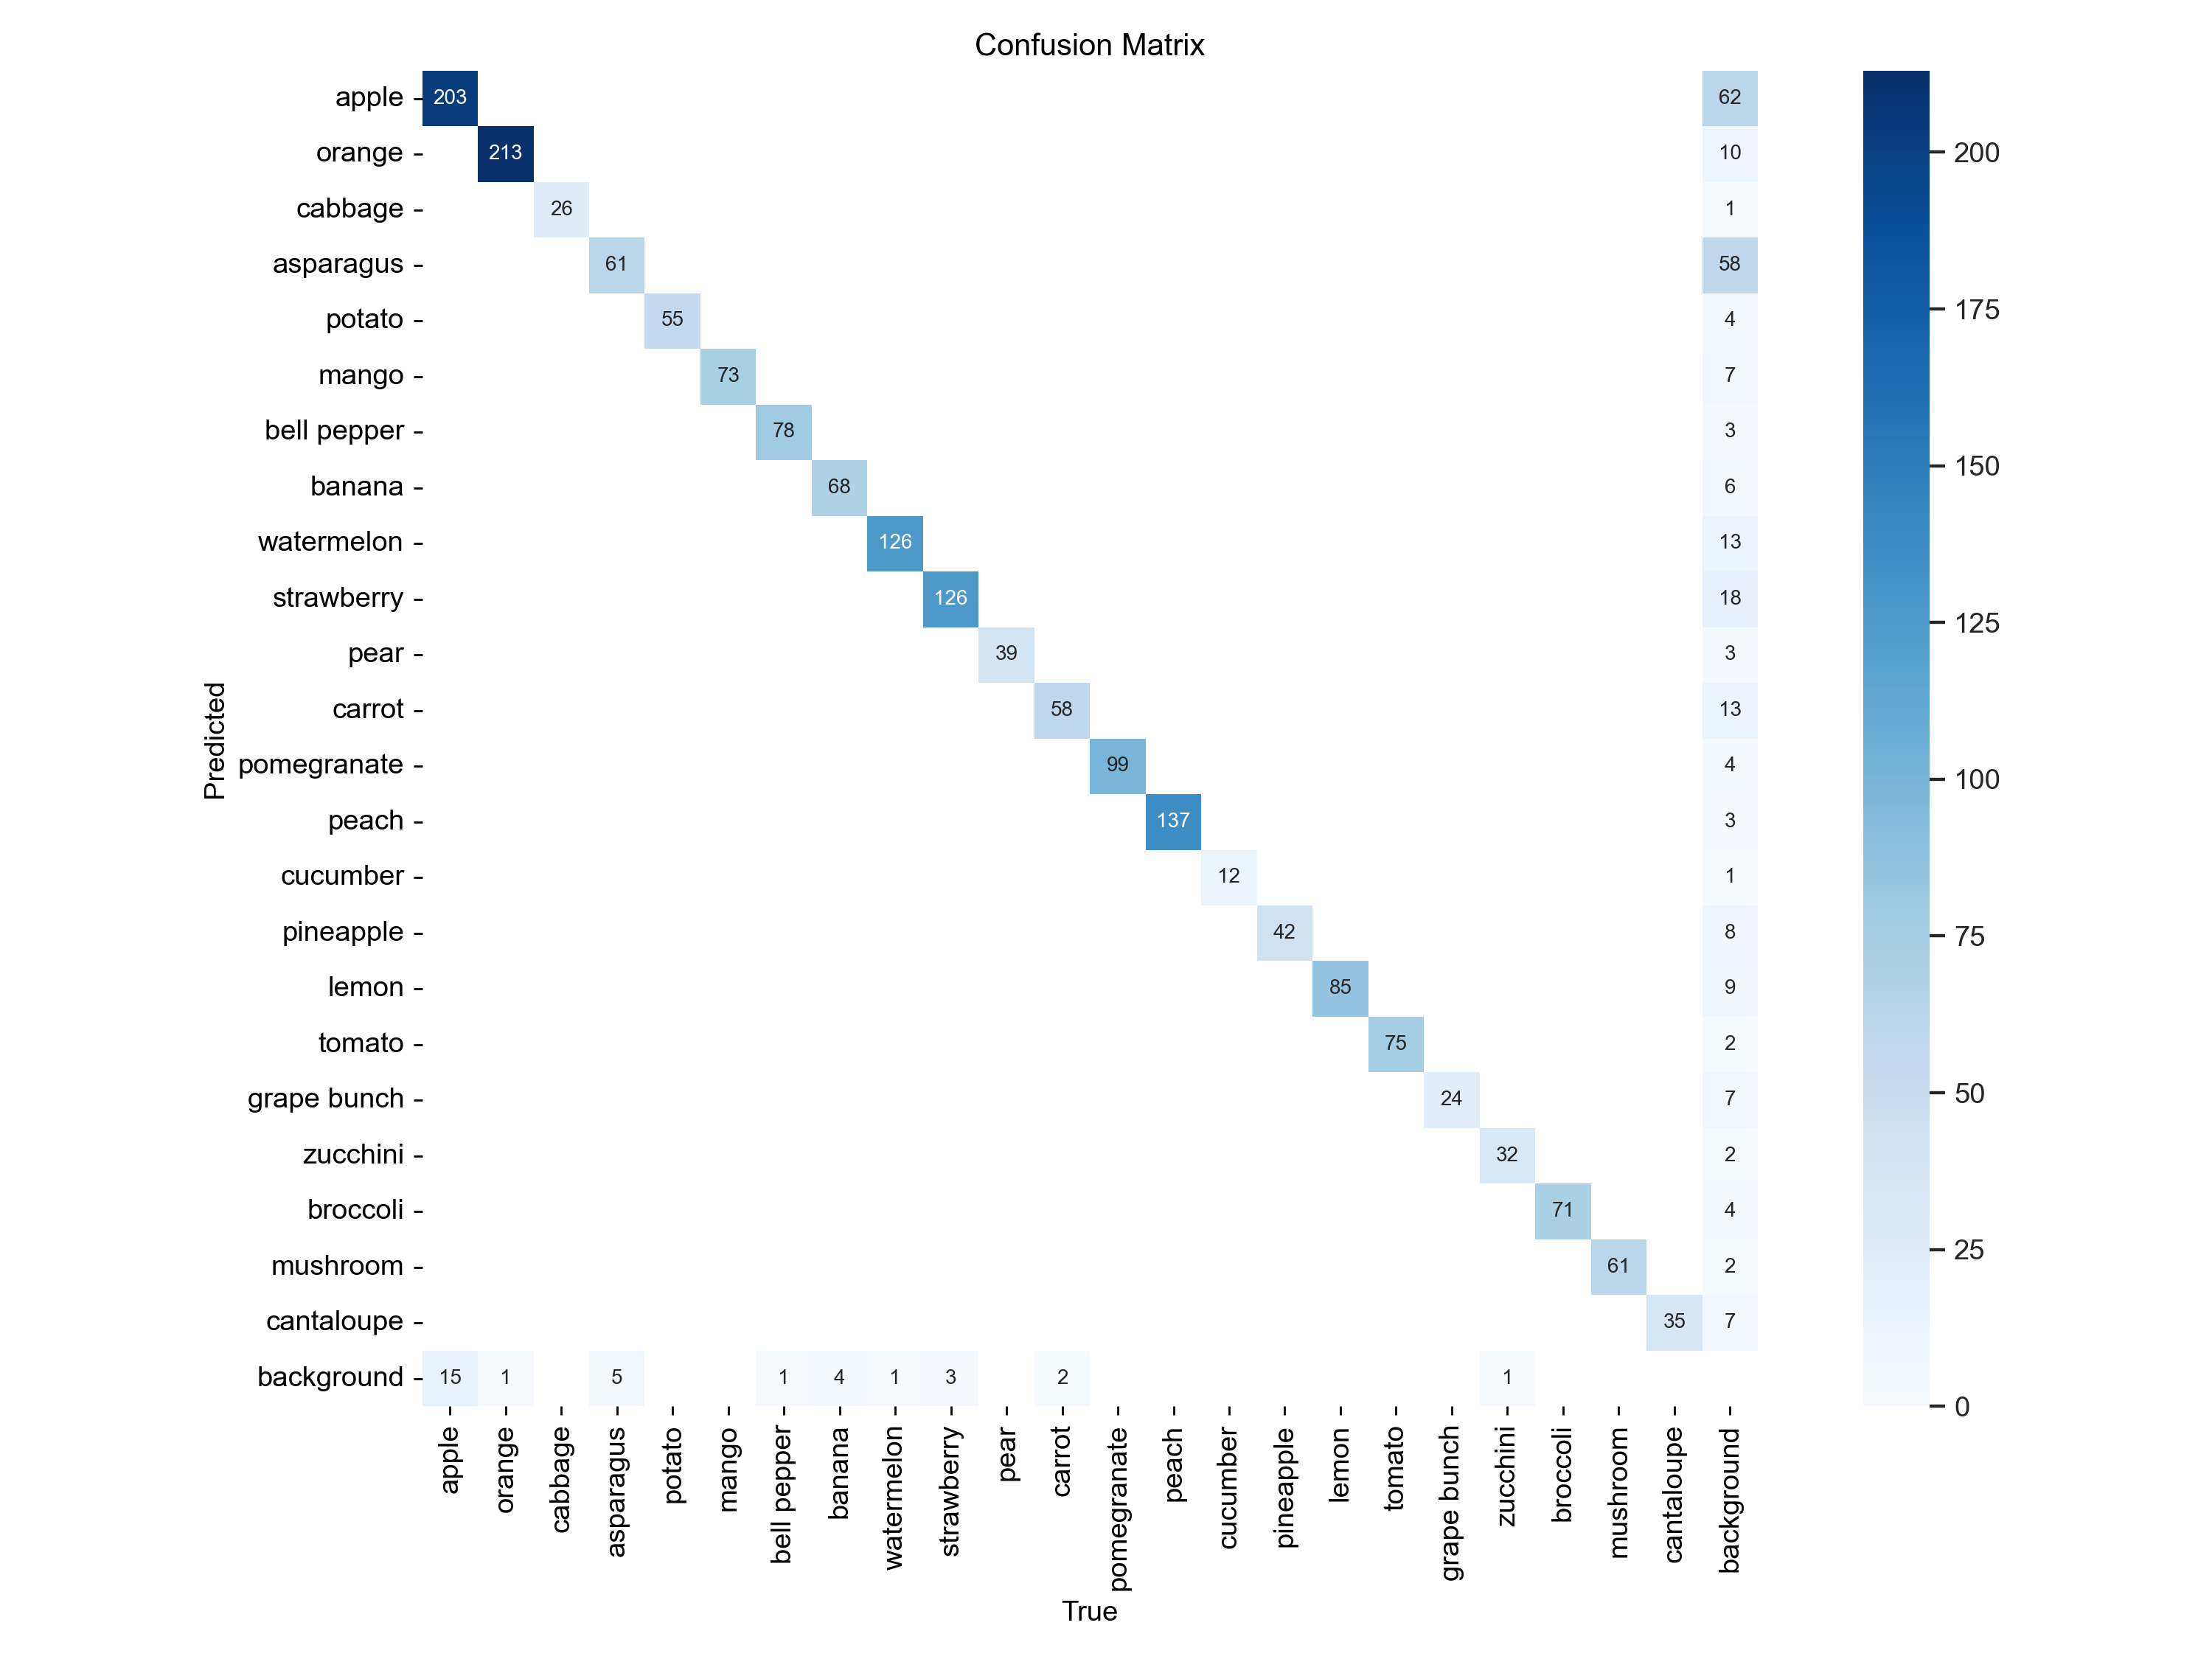 Confusion Matrix
apple 203 62
orange 213 10
cabbage 26 1
asparagus 61 58
potato 55 4
mango 73 7
bell pepper 78 3
banana 68 6
watermelon 126 13
strawberry 126 18
pear 39 3
carrot 58 13
pomegranate 99 4
peach 137 3
cucumber 12 1
pineapple 42 8
lemon 85 9
tomato 75 2
grape bunch 24 7
zucchini 32 2
broccoli 71 4
mushroom 61 2
cantaloupe 35 7
background 15 1 5 1 4 1 3 2 1
Predicted
apple
orange
cabbage
asparagus
potato
mango
bell pepper
banana
watermelon
strawberry
pear
carrot
pomegranate
peach
cucumber
pineapple
lemon
tomato
grape bunch
zucchini
broccoli
mushroom
cantaloupe
background
True
200
175
150
125
100
75
50
25
0